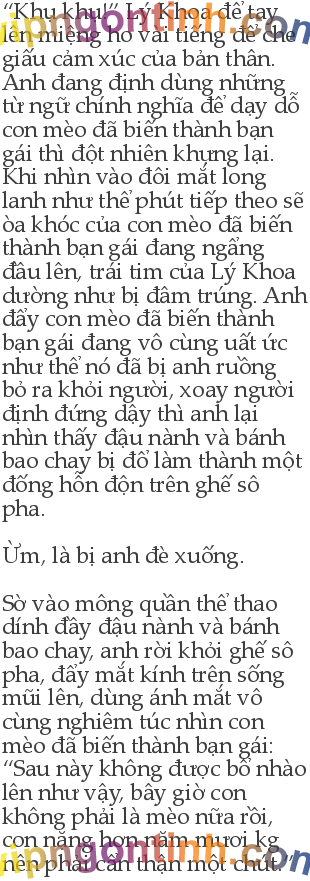 “Khụ khụ!” Lý Khoa để tay
lên miệng ho vài tiếng để che
giấu cảm xúc của bản thân.
Anh đang định dùng những
từ ngữ chính nghĩa để dạy dỗ
con mèo đã biến thành bạn
gái thì đột nhiên khựng lại.
Khi nhìn vào đôi mắt long
lanh như thể phút tiếp theo sẽ
òa khóc của con mèo đã biến
thành bạn gái đang ngẩng
đầu lên, trái tim của Lý Khoa
dường như bị đâm trúng. Anh
đẩy con mèo đã biến thành
bạn gái đang vô cùng uất ức
như thể nó đã bị anh ruồng
bỏ ra khỏi người, xoay người
định đứng dậy thì anh lại
nhìn thấy đậu nành và bánh
bao chay bị đổ làm thành một
đống hỗn độn trên ghế sô
pha.
Ừm, là bị anh đè xuống.
Sờ vào mông quần thể thao
dính đầy đậu nành và bánh
bao chay, anh rời khỏi ghế sô
pha, đẩy mắt kính trên sống
mũi lên, dùng ánh mắt vô
cùng nghiêm túc nhìn con
mèo đã biến thành bạn gái:
“Sau này không được bổ nhào
lên như vậy, bây giờ con
không phải là mèo nữa rồi,
con nặng hơn năm mươi kg
nên phải cẩn thận một chút.”
vipngontinh.com
vipngontinh.com